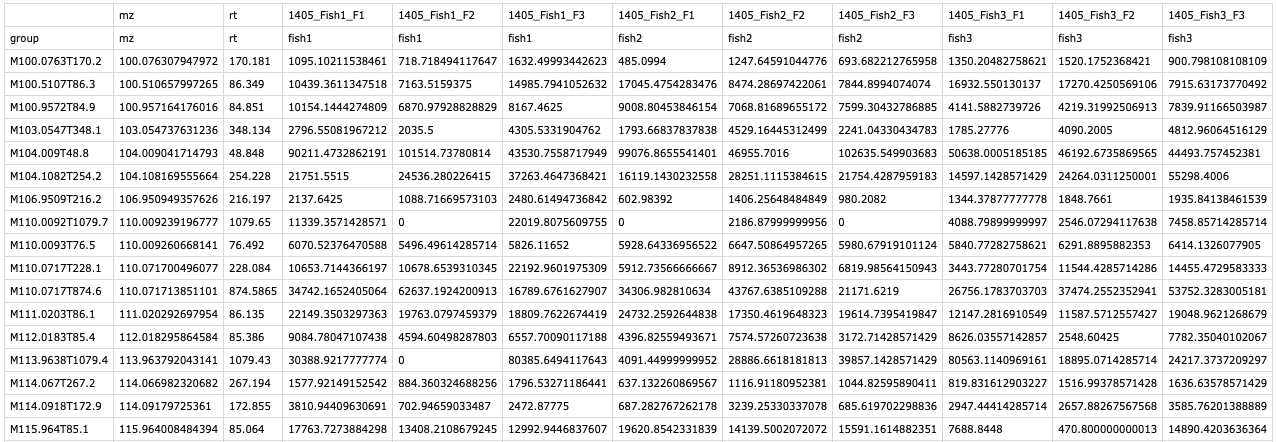 mz rt 1405_Fish1_F1 1405_Fish1_F2 1405_Fish1_F3 1405_Fish2_F1 1405_Fish2_F2 1405_Fish2_F3 1405_Fish3_F1 1405_Fish3_F2 1405_Fish3_F3
group mz rt fish1 fish1 fish1 fish2 fish2 fish2 fish3 fish3 fish3
M100.0763T170.2 100.076307947972 170.181 1095.10211538461 718.718494117647 1632.49993442623 485.0994 1247.64591044776 693.682212765958 1350.20482758621 1520.1752368421 900.798108108109
M100.5107T86.3 100.510657997265 86.349 10439.3611347518 7163.5159375 14985.7941052632 17045.4754283476 8474.28697422061 7844.8994074074 16932.550130137 17270.4250569106 7915.63173770492
M100.9572T84.9 100.957164176016 84.851 10154.1444274809 6870.97928828829 8167.4625 9008.80453846154 7068.81689655172 7599.30432786885 4141.5882739726 4219.31992506913 7839.91166503987
M103.0547T348.1 103.054737631236 348.134 2796.55081967212 2035.5 4305.5331904762 1793.66837837838 4529.16445312499 2241.04330434783 1785.27776 4090.2005 4812.96064516129
M104.009T48.8 104.009041714793 48.848 90211.4732862191 101514.73780814 43530.7558717949 99076.8655541401 46955.7016 102635.549903683 50638.0005185185 46192.6735869565 44493.757452381
M104.1082T254.2 104.108169555664 254.228 21751.5515 24536.280226415 37263.4647368421 16119.1430232558 28251.1115384615 21754.4287959183 14597.1428571429 24264.0311250001 55298.4006
M106.9509T216.2 106.950949357626 216.197 2137.6425 1088.71669573103 2480.61494736842 602.98392 1406.25648484849 980.2082 1344.37877777778 1848.7661 1935.84138461539
M110.0092T1079.7 110.009239196777 1079.65 11339.3571428571 0 22019.8075609755 0 2186.87999999956 0 4088.79899999997 2546.07294117638 7458.85714285714
M110.0093T76.5 110.009260668141 76.492 6070.52376470588 5496.49614285714 5826.11652 5928.64336956522 6647.50864957265 5980.67919101124 5840.77282758621 6291.8895882353 6414.1326077905
M110.0717T228.1 110.071700496077 228.084 10653.7144366197 10678.6539310345 22192.9601975309 5912.73566666667 8912.36536986302 6819.98564150943 3443.77280701754 11544.4285714286 14455.4729583333
M110.0717T874.6 110.071713851101 874.5865 34742.1652405064 62637.1924200913 16789.6761627907 34306.982810634 43767.6385109288 21171.6219 26756.1783703703 37474.2552352941 53752.3283005181
M111.0203T86.1 111.020292697954 86.135 22149.3503297363 19763.0797459379 18809.7622674419 24732.2592644838 17350.4619648323 19614.7395419847 12147.2816910549 11587.5712557427 19048.9621268679
M112.0183T85.4 112.018295864584 85.386 9084.78047107438 4594.60498287803 6557.70090117188 4396.82559493671 7574.57260723638 3172.71428571429 8626.03557142857 2548.60425 7782.35040102067
M113.9638T1079.4 113.963792043141 1079.43 30388.9217777774 0 80385.6494117643 4091.44999999952 28886.6618181813 39857.1428571429 80563.1140969161 18895.0714285714 24217.3737209297
M114.067T267.2 114.066982320682 267.194 1577.92149152542 884.360324688256 1796.53271186441 637.132260869567 1116.91180952381 1044.82595890411 819.831612903227 1516.99378571428 1636.63578571429
M114.0918T172.9 114.09179725361 172.855 3810.94409630691 702.94659033487 2472.87775 687.282767262178 3239.25330337078 685.619702298836 2947.44414285714 2657.88267567568 3585.76201388889
M115.964T85.1 115.964008484394 85.064 17763.7273884298 13408.2108679245 12992.9446837607 19620.8542331839 14139.5002072072 15591.1614882351 7688.8448 470.800000000013 14890.4203636364